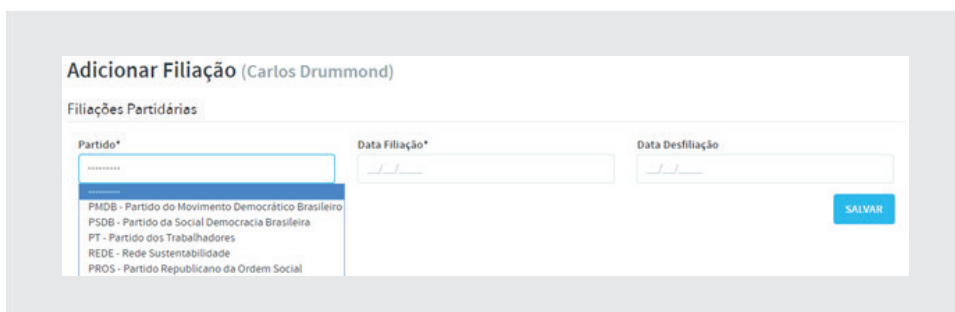 Adicionar Filiação (Carlos Drummond)
Filiações Partidárias
Partido* Data Filiação* Data Desfiliação
--------- __/__/____ __/__/____
---------
PMDB - Partido do Movimento Democrático Brasileiro
PSDB - Partido da Social Democracia Brasileira
PT - Partido dos Trabalhadores
REDE - Rede Sustentabilidade
PROS - Partido Republicano da Ordem Social
SALVAR